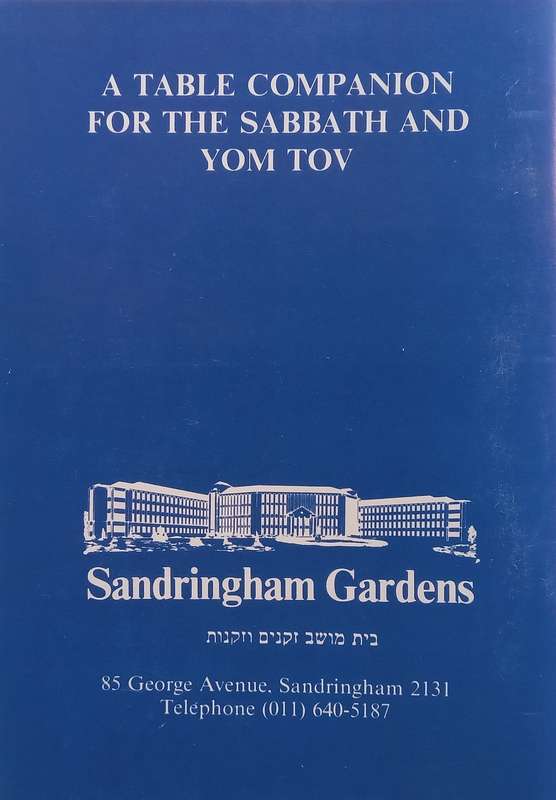 A TABLE COMPANION
FOR THE SABBATH AND
YOM TOV
Sandringham Gardens
בית מושב זקנים וזקנות
85 George Avenue, Sandringham 2131
Telephone (011) 640-5187